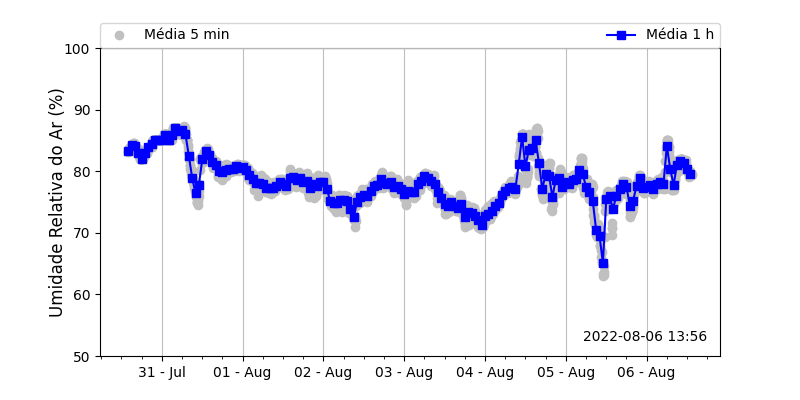 Média 5 min
Média 1 h
Umidade Relativa do Ar (%)
100
90
80
70
60
50
31 - Jul
01 - Aug
02 - Aug
03 - Aug
04 - Aug
05 - Aug
06 - Aug
2022-08-06 13:56